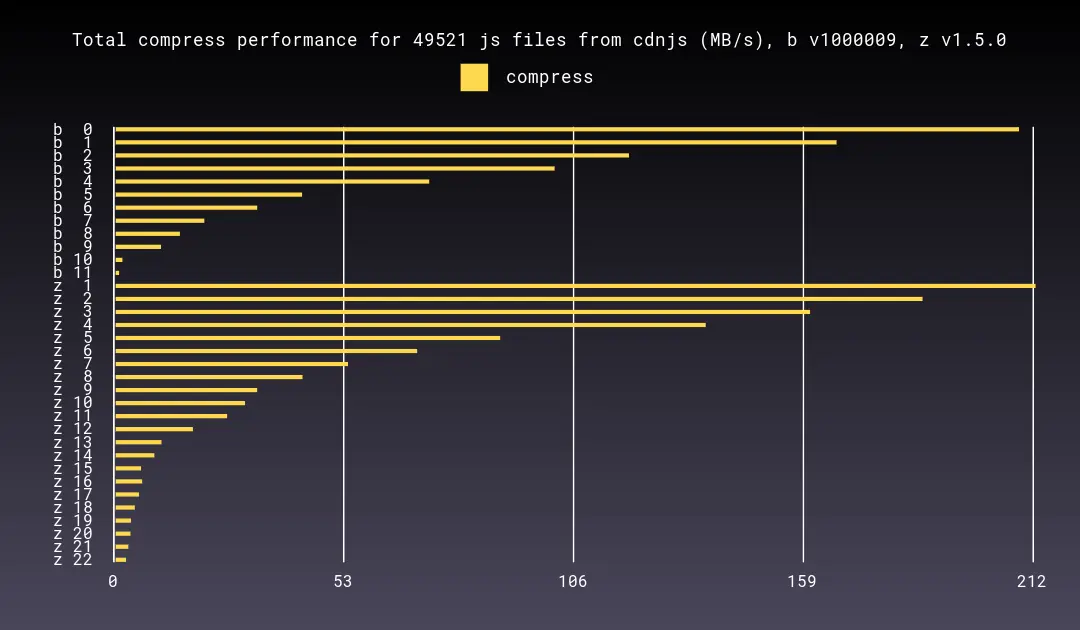 Total compress performance for 49521 js files from cdnjs (MB/s), b v1000009, z v1.5.0
compress
b 0
b 1
b 2
b 3
b 4
b 5
b 6
b 7
b 8
b 9
b 10
b 11
z 1
z 2
z 3
z 4
z 5
z 6
z 7
z 8
z 9
z 10
z 11
z 12
z 13
z 14
z 15
z 16
z 17
z 18
z 19
z 20
z 21
z 22
0 53 106 159 212